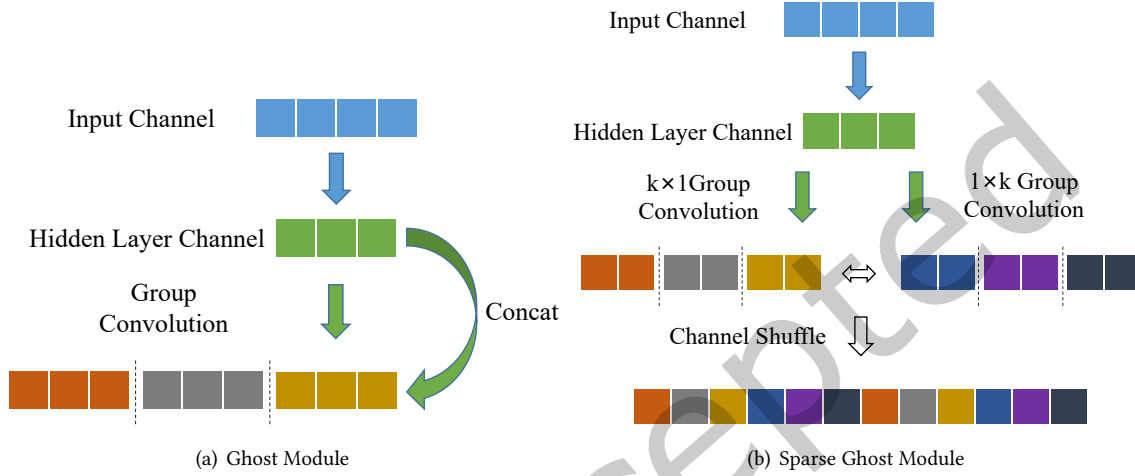 Input Channel
Hidden Layer Channel
Group
Convolution
Concat
(a) Ghost Module
Input Channel
Hidden Layer Channel
k×1Group
Convolution
1×k Group
Convolution
Channel Shuffle
(b) Sparse Ghost Module
cepted